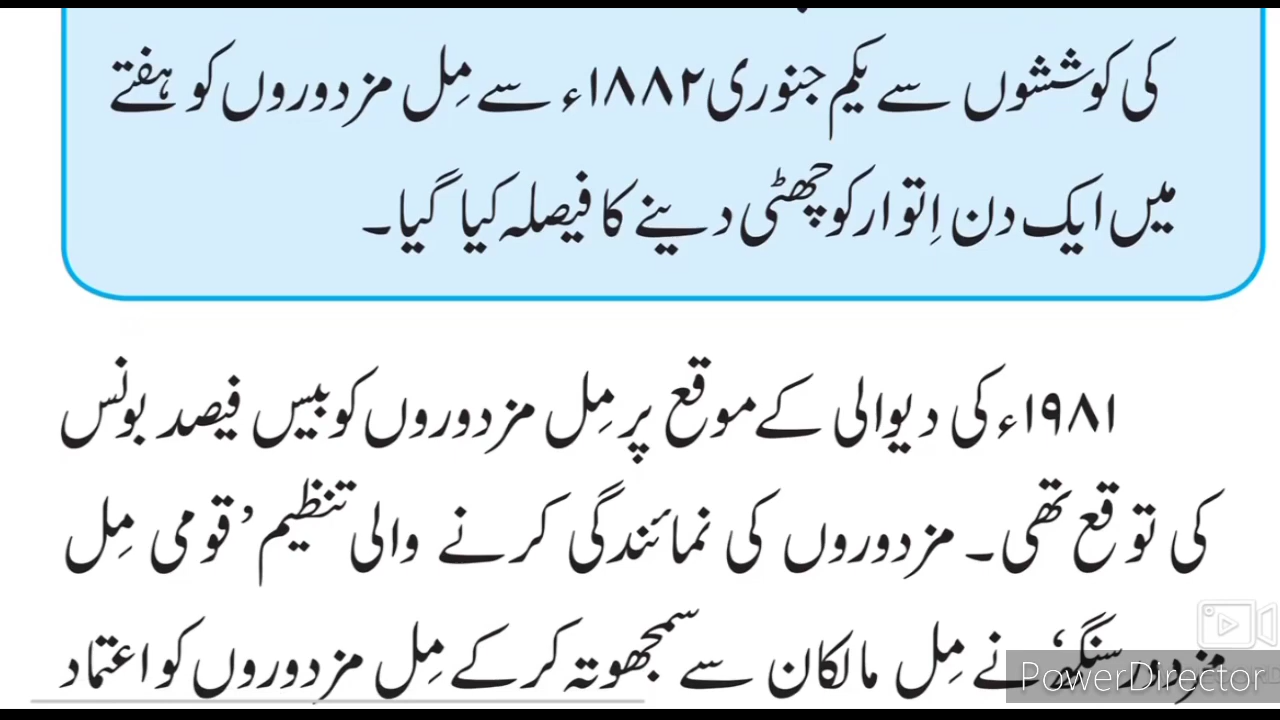 کی کوششوں سے یکم جنوری ۱۸۸۲ء سے مِل مزدوروں کو ہفتے
میں ایک دن اِتوار کو چھٹی دینے کا فیصلہ کیا گیا۔
۱۹۸۱ء کی دیوالی کے موقع پر مِل مزدوروں کو بیس فیصد بونس
کی توقع تھی۔ مزدوروں کی نمائندگی کرنے والی تنظیم ’قومی مِل
مزدور سنگھ‘ نے مِل مالکان سے سمجھوتہ کر کے مِل مزدوروں کو اعتماد
PowerDirector